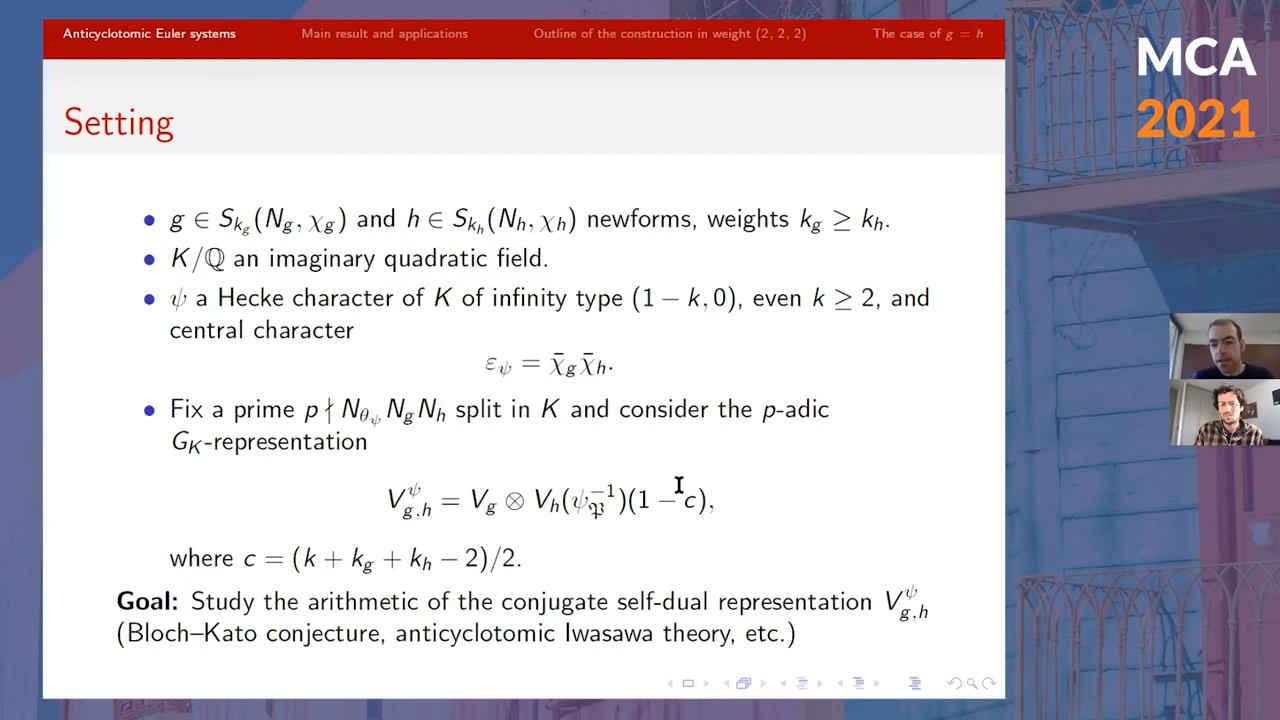 Anticyclotomic Euler systems Main result and applications Outline of the construction in weight (2, 2, 2) The case of g = h
MCA
2021
Setting
• g ∈ S_{k_g}(N_g, χ_g) and h ∈ S_{k_h}(N_h, χ_h) newforms, weights k_g ≥ k_h.
• K/ℚ an imaginary quadratic field.
• ψ a Hecke character of K of infinity type (1 − k, 0), even k ≥ 2, and
central character
ε_ψ = χ̄_g χ̄_h.
• Fix a prime p ∤ N_{θ_ψ} N_g N_h split in K and consider the p-adic
G_K-representation
V^ψ_{g,h} = V_g ⊗ V_h(ψ_𝔓^{−1})(1 − c),
where c = (k + k_g + k_h − 2)/2.
Goal: Study the arithmetic of the conjugate self-dual representation V^ψ_{g,h}
(Bloch–Kato conjecture, anticyclotomic Iwasawa theory, etc.)